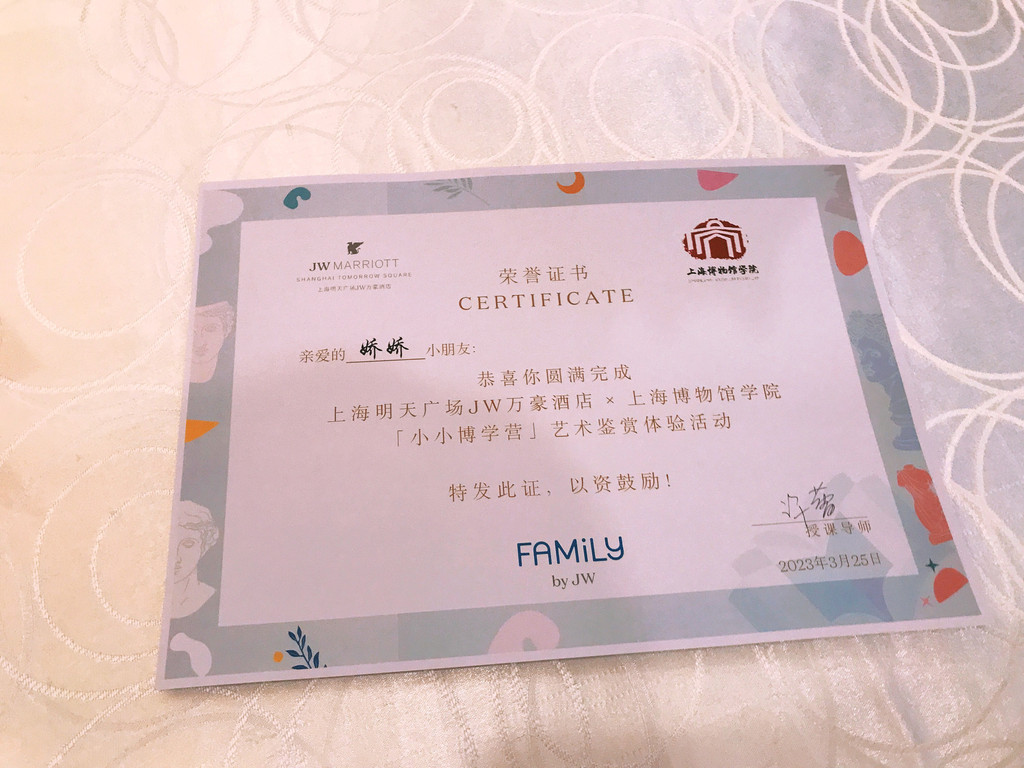 JW MARRIOTT
SHANGHAI TOMORROW SQUARE
上海明天广场JW万豪酒店
上海博物馆学院
荣誉证书
CERTIFICATE
亲爱的 娇娇 小朋友：
恭喜你圆满完成
上海明天广场JW万豪酒店 × 上海博物馆学院
「小小博学营」艺术鉴赏体验活动
特发此证，以资鼓励！
授课导师
2023年3月25日
FAMiLY
by JW